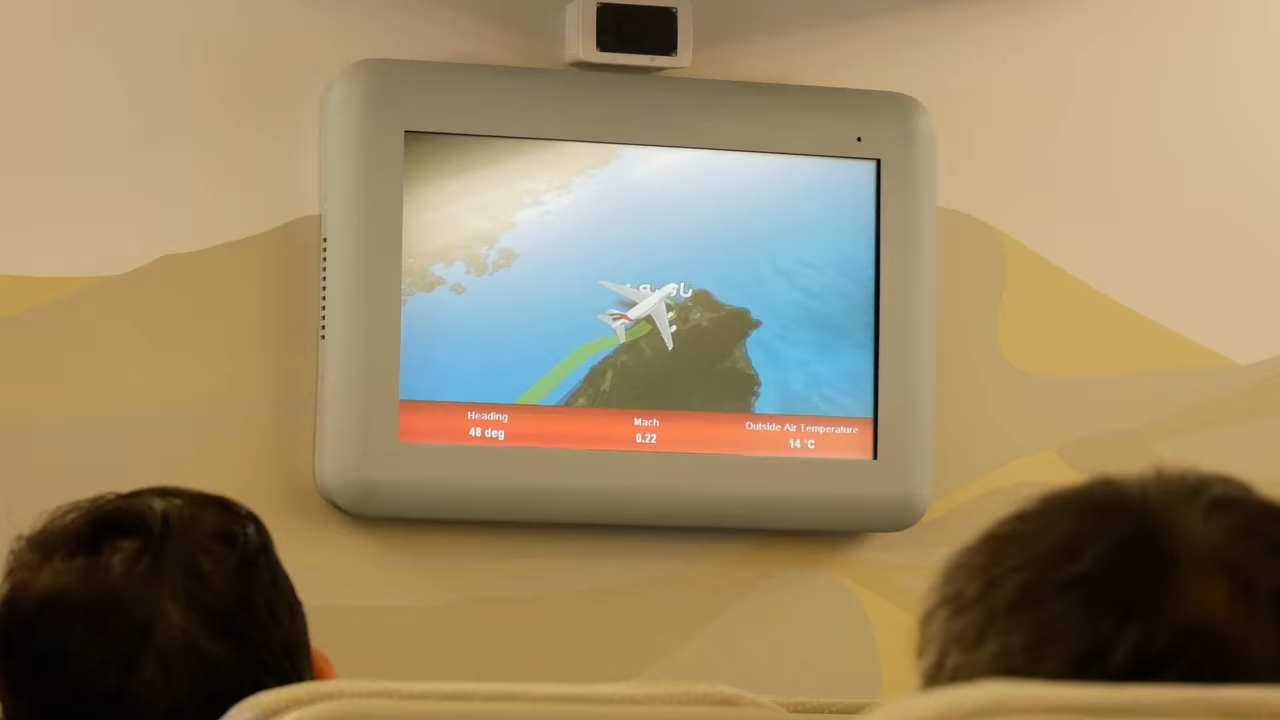 Heading
48 deg
Mach
0.22
Outside Air Temperature
14 °C